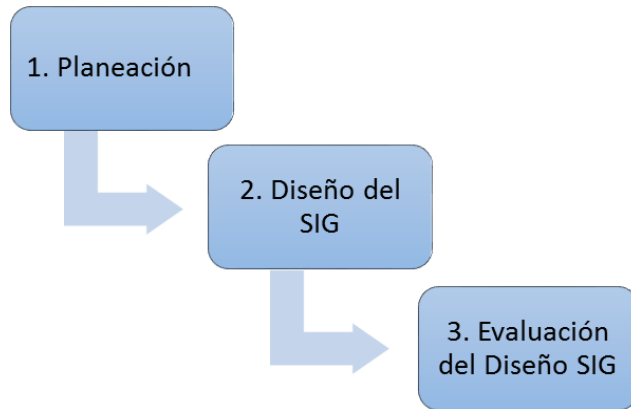 1. Planeación
2. Diseño del
SIG
3. Evaluación
del Diseño SIG